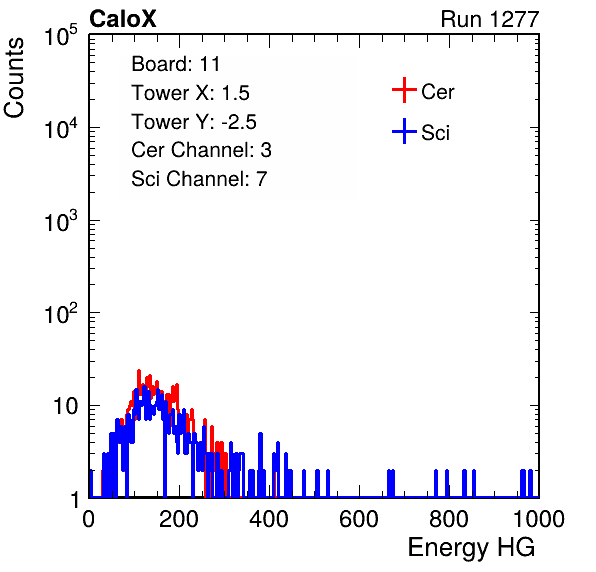 CaloX Run 1277
Counts
10^5
10^4
10^3
10^2
10
1
Board: 11
Tower X: 1.5
Tower Y: -2.5
Cer Channel: 3
Sci Channel: 7
Cer
Sci
0 200 400 600 800 1000
Energy HG